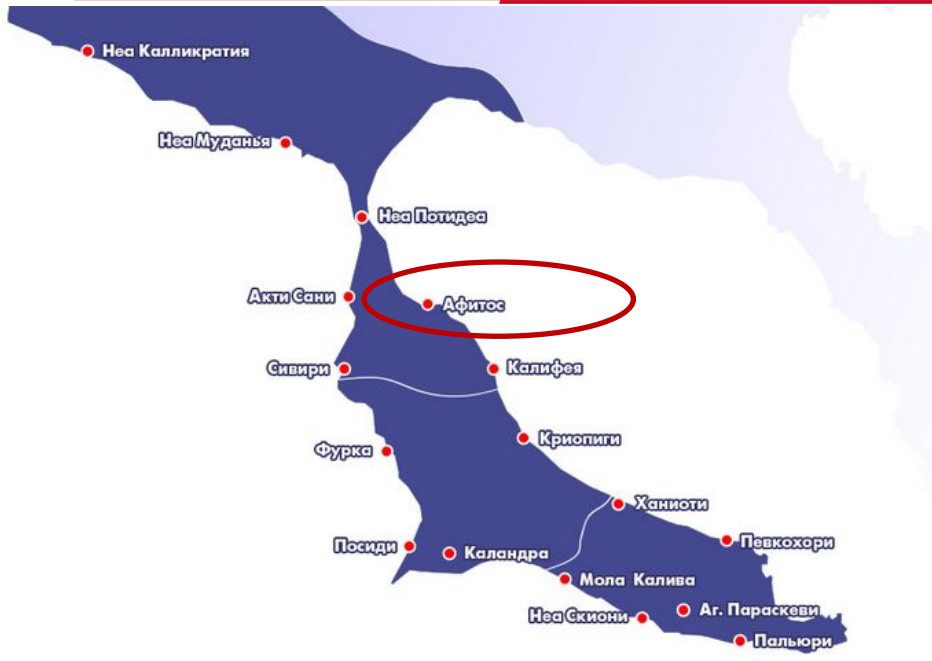 Неа Калликратия
Неа Муданья
Неа Потидеа
Акти Сани
Афитос
Сивири
Калифея
Криопиги
Фурка
Ханиоти
Певкохори
Посиди
Каландра
Мола Калива
Аг. Параскеви
Неа Скиони
Пальюри